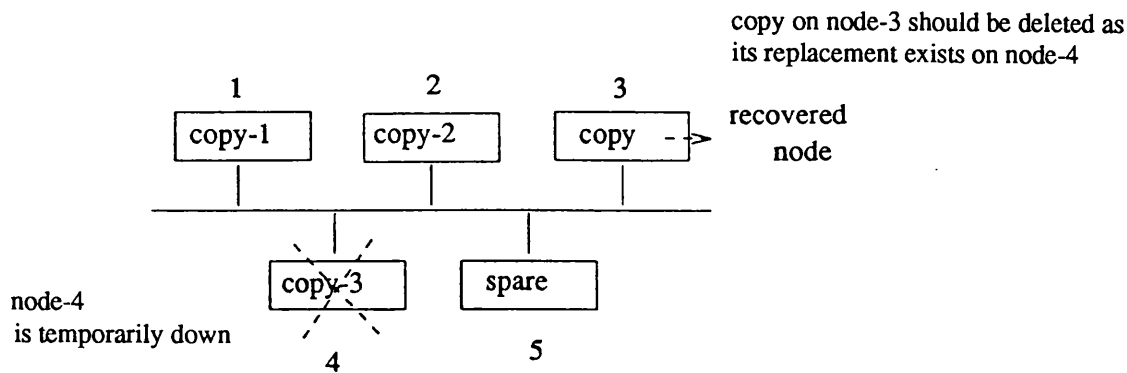 copy on node-3 should be deleted as
its replacement exists on node-4
1 2 3
copy-1 copy-2 copy
recovered
node
copy-3 spare
node-4
is temporarily down
4 5